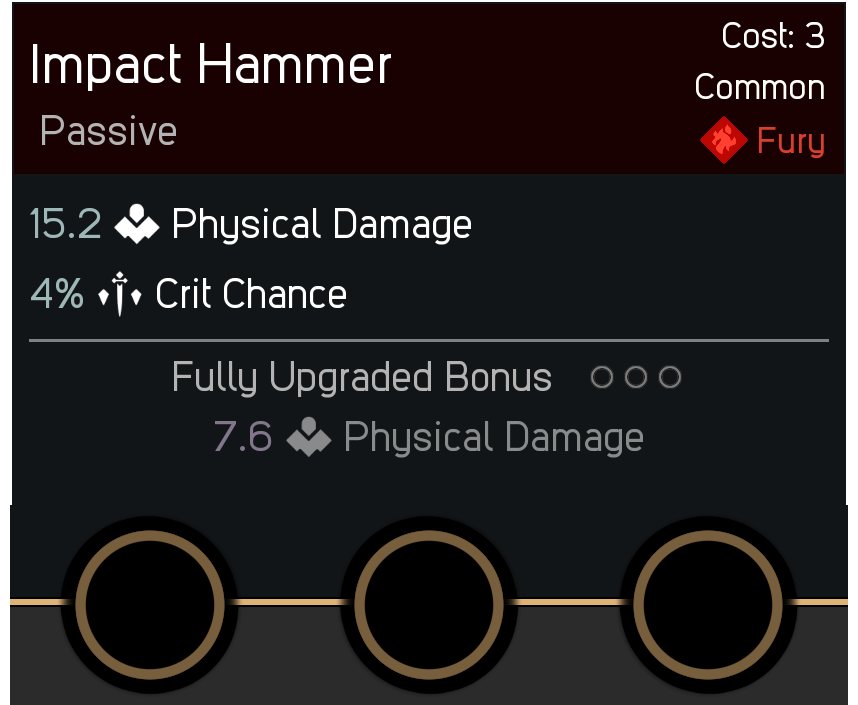 Impact Hammer
Cost: 3
Common
Passive
Fury
15.2 Physical Damage
4% Crit Chance
Fully Upgraded Bonus
7.6 Physical Damage